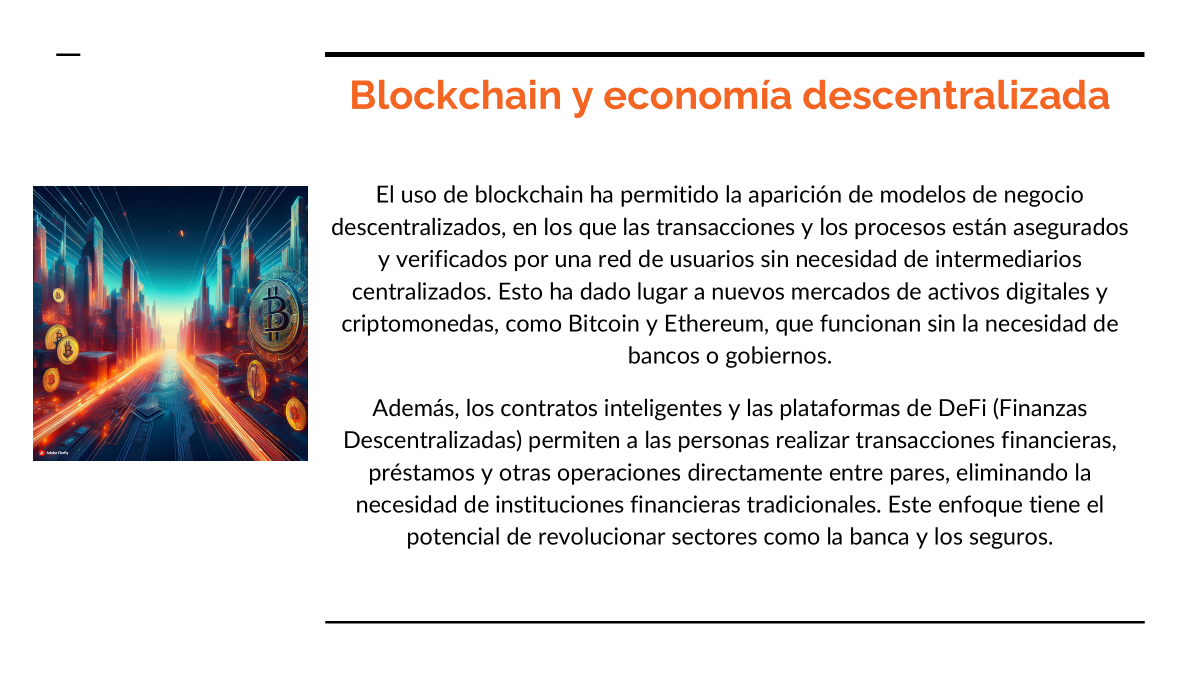 Blockchain y economía descentralizada
El uso de blockchain ha permitido la aparición de modelos de negocio
descentralizados, en los que las transacciones y los procesos están asegurados
y verificados por una red de usuarios sin necesidad de intermediarios
centralizados. Esto ha dado lugar a nuevos mercados de activos digitales y
criptomonedas, como Bitcoin y Ethereum, que funcionan sin la necesidad de
bancos o gobiernos.
Además, los contratos inteligentes y las plataformas de DeFi (Finanzas
Descentralizadas) permiten a las personas realizar transacciones financieras,
préstamos y otras operaciones directamente entre pares, eliminando la
necesidad de instituciones financieras tradicionales. Este enfoque tiene el
potencial de revolucionar sectores como la banca y los seguros.
Adobe Firefly